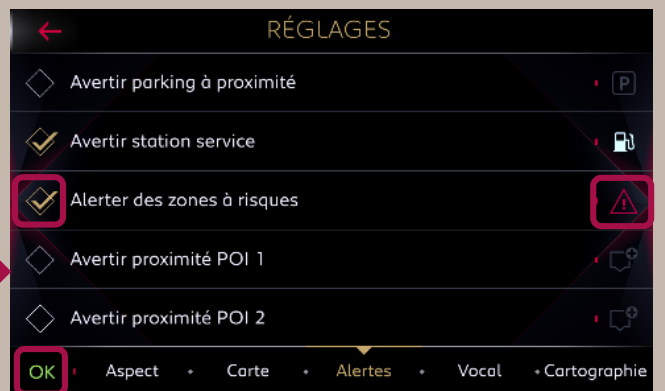 RÉGLAGES
Avertir parking à proximité
P
Avertir station service
Alerter des zones à risques
Avertir proximité POI 1
Avertir proximité POI 2
OK Aspect Carte Alertes Vocal Cartographie